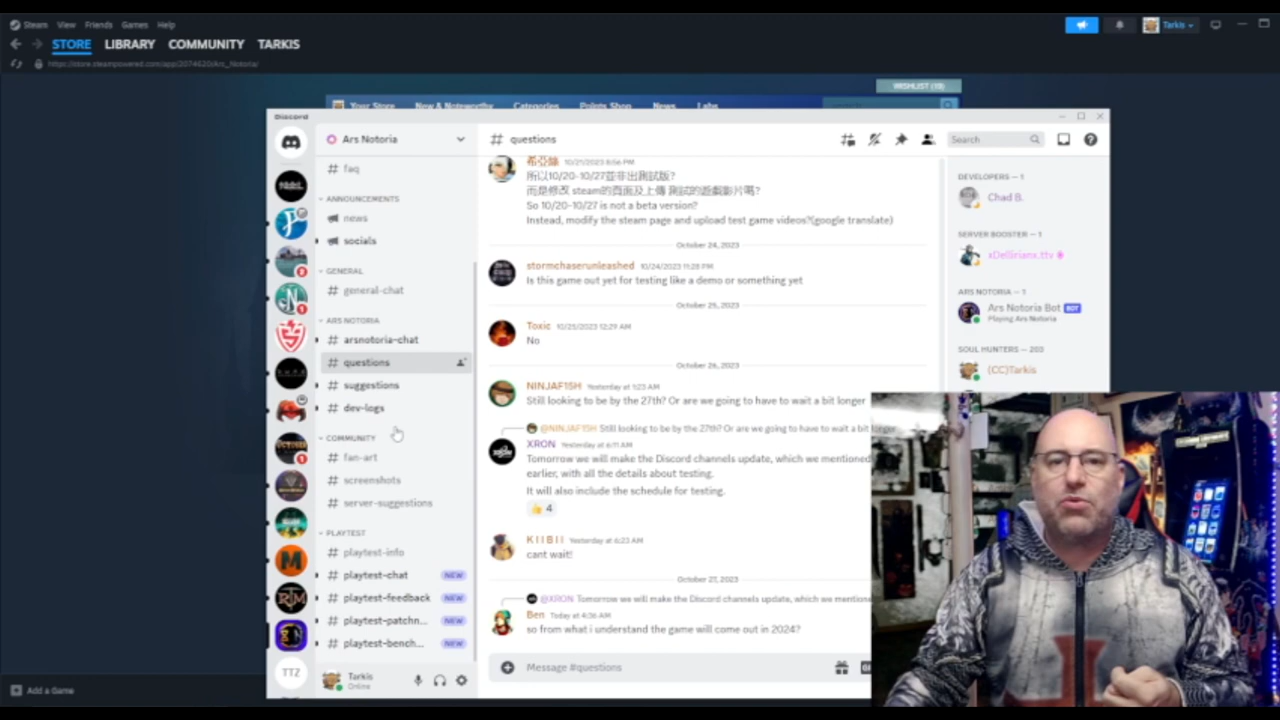 Steam View Friends Games Help
Tarkis
STORE LIBRARY COMMUNITY TARKIS
https://store.steampowered.com/app/2074620/Ars_Notoria/
WISHLIST (10)
Your Store New & Noteworthy Categories Points Shop News Labs
Discord
Ars Notoria
# questions
Search
# faq
ANNOUNCEMENTS
news
socials
GENERAL
# general-chat
ARS NOTORIA
# arsnotoria-chat
# questions
# suggestions
# dev-logs
COMMUNITY
# fan-art
# screenshots
# server-suggestions
PLAYTEST
# playtest-info
# playtest-chat NEW
# playtest-feedback NEW
# playtest-patchn... NEW
# playtest-bench... NEW
TTZ
Tarkis
Online
希亞絲 10/21/2023 8:56 PM
所以10/20-10/27並非出測試版?
而是修改 steam的頁面及上傳 測試的遊戲影片嗎?
So 10/20-10/27 is not a beta version?
Instead, modify the steam page and upload test game videos?(google translate)
October 24, 2023
stormchaserunleashed 10/24/2023 11:28 PM
Is this game out yet for testing like a demo or something yet
October 25, 2023
Toxic 10/25/2023 12:29 AM
No
October 26, 2023
NINJAF1SH Yesterday at 1:23 AM
Still looking to be by the 27th? Or are we going to have to wait a bit longer
@NINJAF1SH Still looking to be by the 27th? Or are we going to have to wait a bit longer
XRON Yesterday at 6:11 AM
Tomorrow we will make the Discord channels update, which we mentioned
earlier, with all the details about testing.
It will also include the schedule for testing.
4
K I I B I I Yesterday at 6:23 AM
cant wait!
October 27, 2023
@XRON Tomorrow we will make the Discord channels update, which we mentione
Ben Today at 4:36 AM
so from what i understand the game will come out in 2024?
Message #questions
DEVELOPERS — 1
Chad B.
SERVER BOOSTER — 1
xDellirianx.ttv
ARS NOTORIA — 1
Ars Notoria Bot BOT
Playing Ars Notoria
SOUL HUNTERS — 203
(CC)Tarkis
Add a Game